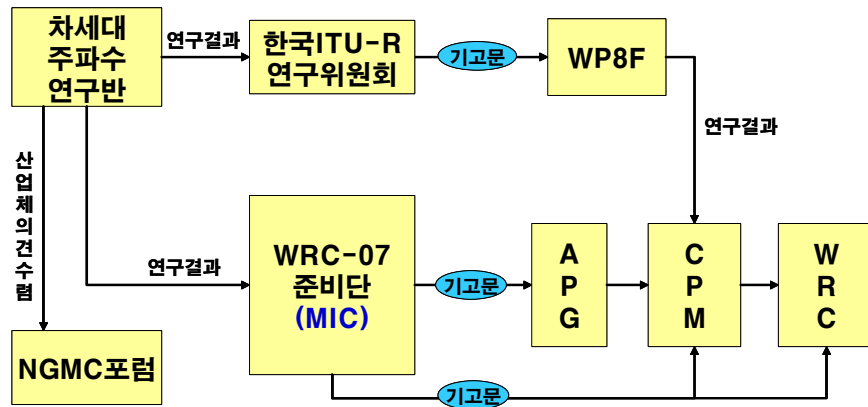 차세대
주파수
연구반
연구결과
한국ITU-R
연구위원회
기고문
WP8F
연구결과
산업체의견수렴
연구결과
WRC-07
준비단
(MIC)
기고문
APG
CPM
WRC
NGMC포럼
기고문